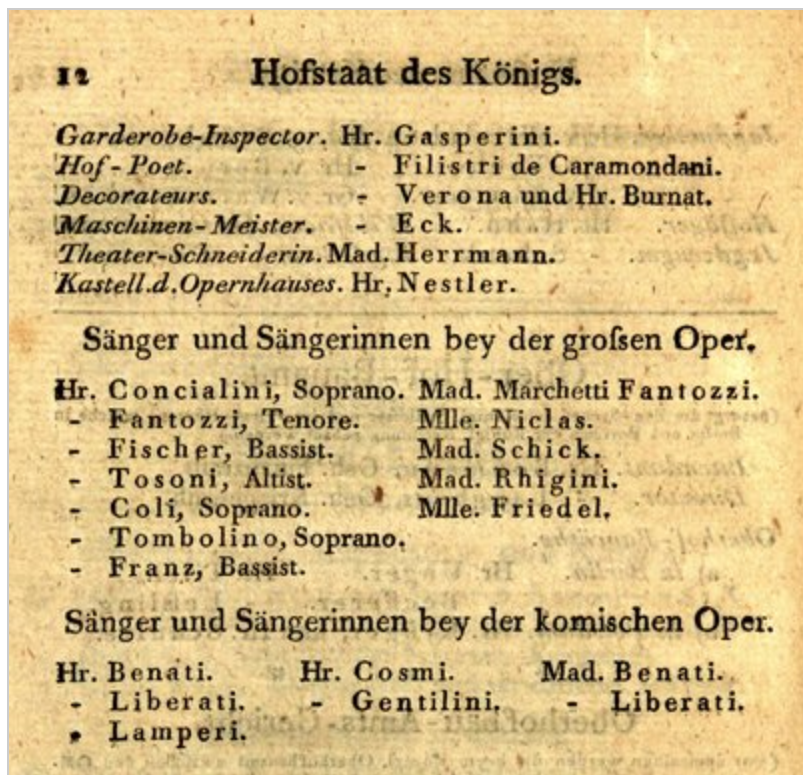 12 Hofstaat des Königs.
Garderobe-Inspector. Hr. Gasperini.
Hof-Poet. - Filistri de Caramondani.
Decorateurs. - Verona und Hr. Burnat.
Maschinen-Meister. - Eck.
Theater-Schneiderin. Mad. Herrmann.
Kastell.d.Opernhauses. Hr. Nestler.
Sänger und Sängerinnen bey der groſsen Oper.
Hr. Concialini, Soprano. Mad. Marchetti Fantozzi.
- Fantozzi, Tenore. Mlle. Niclas.
- Fischer, Bassist. Mad. Schick.
- Tosoni, Altist. Mad. Rhigini.
- Coli, Soprano. Mlle. Friedel.
- Tombolino, Soprano.
- Franz, Bassist.
Sänger und Sängerinnen bey der komischen Oper.
Hr. Benati. Hr. Cosmi. Mad. Benati.
- Liberati. - Gentilini. - Liberati.
- Lamperi.